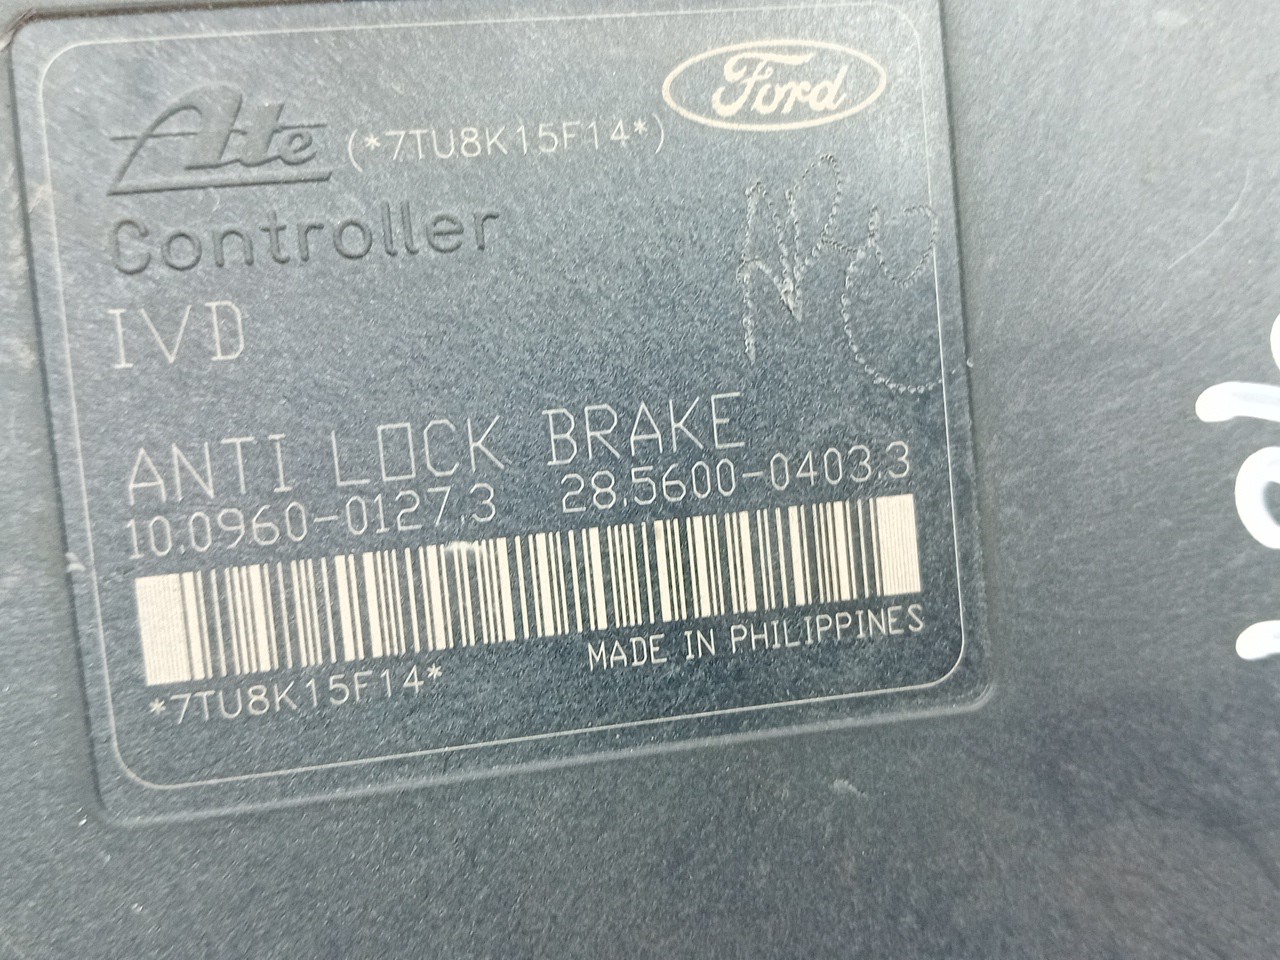 Ate (*7TU8K15F14*) Ford
Controller
IVD
ANTI LOCK BRAKE
10.0960-0127.3 28.5600-0403.3
*7TU8K15F14* MADE IN PHILIPPINES